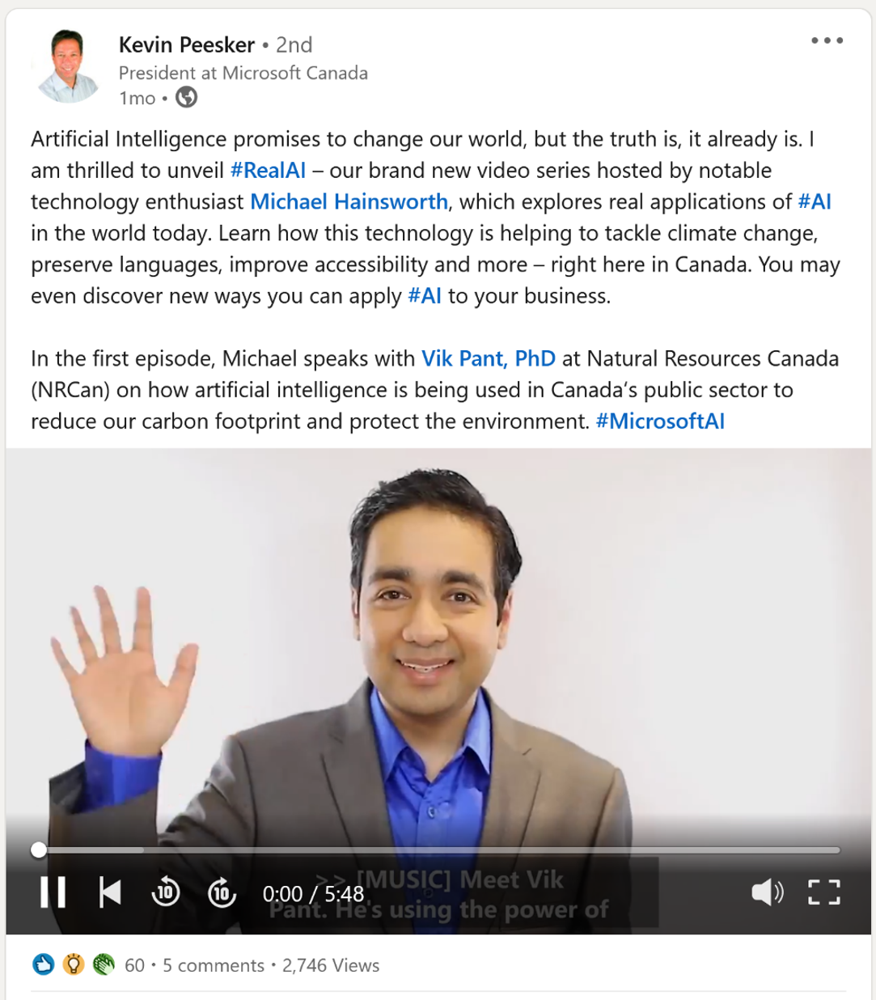 Kevin Peesker • 2nd
President at Microsoft Canada
1mo •
Artificial Intelligence promises to change our world, but the truth is, it already is. I
am thrilled to unveil #RealAI – our brand new video series hosted by notable
technology enthusiast Michael Hainsworth, which explores real applications of #AI
in the world today. Learn how this technology is helping to tackle climate change,
preserve languages, improve accessibility and more – right here in Canada. You may
even discover new ways you can apply #AI to your business.
In the first episode, Michael speaks with Vik Pant, PhD at Natural Resources Canada
(NRCan) on how artificial intelligence is being used in Canada’s public sector to
reduce our carbon footprint and protect the environment. #MicrosoftAI
>> [MUSIC] Meet Vik
Pant. He's using the power of
10
10
0:00 / 5:48
60 • 5 comments • 2,746 Views